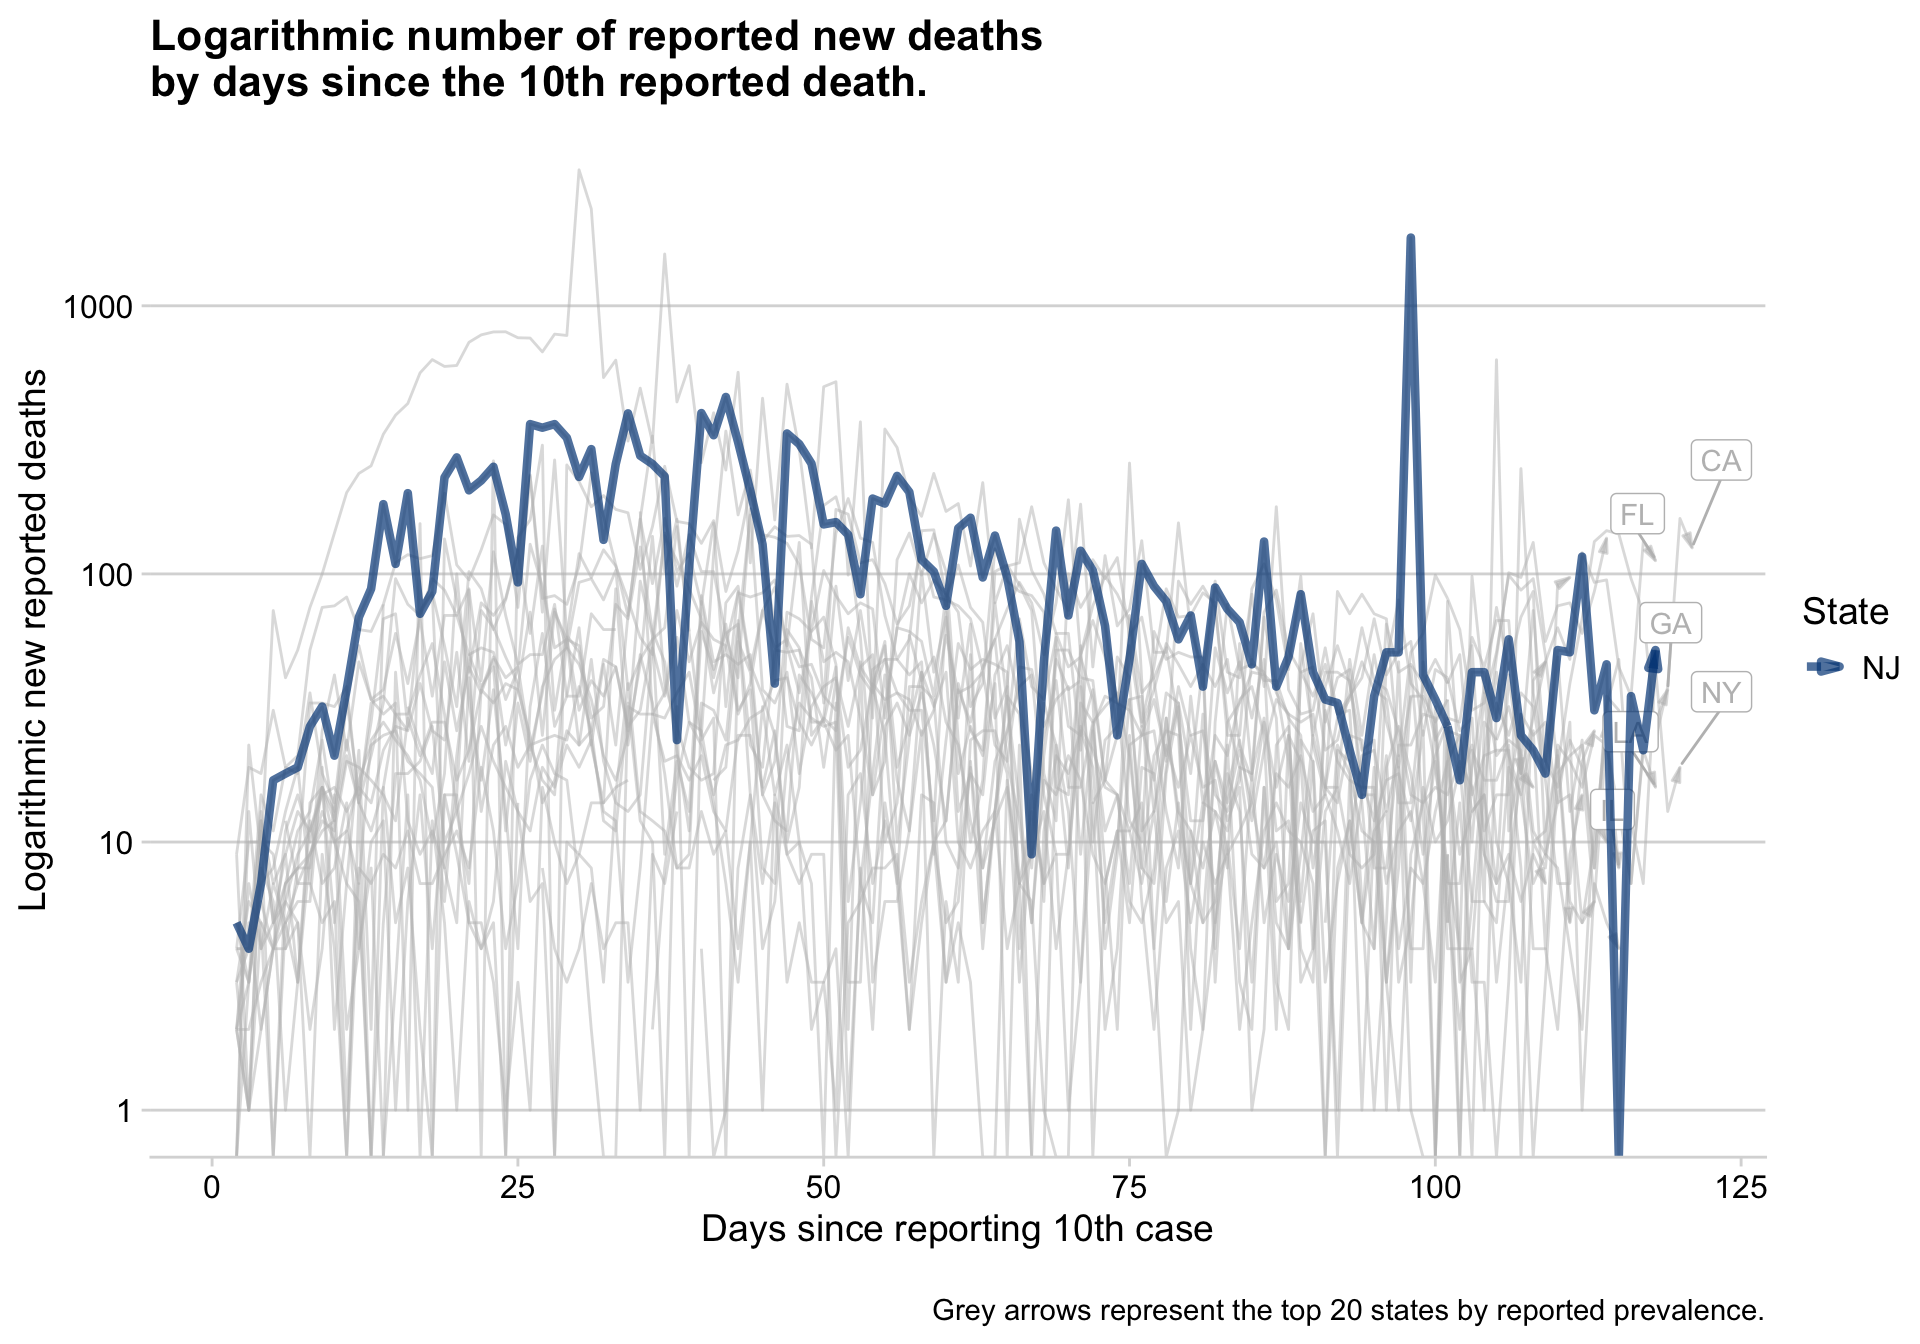 Logarithmic number of reported new deaths
by days since the 10th reported death.
Logarithmic new reported deaths
1000
100
10
1
CA
FL
GA
NY
IL
State
NJ
0 25 50 75 100 125
Days since reporting 10th case
Grey arrows represent the top 20 states by reported prevalence.